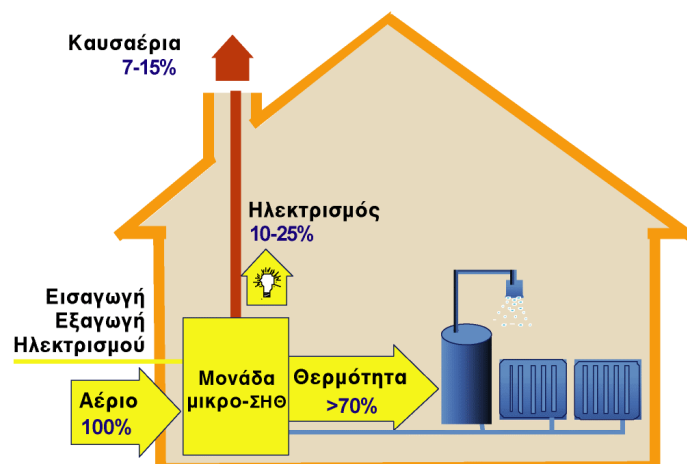 Καυσαέρια
7-15%
Ηλεκτρισμός
10-25%
Εισαγωγή
Εξαγωγή
Ηλεκτρισμού
Αέριο
100%
Μονάδα
μικρο-ΣΗΘ
Θερμότητα
>70%